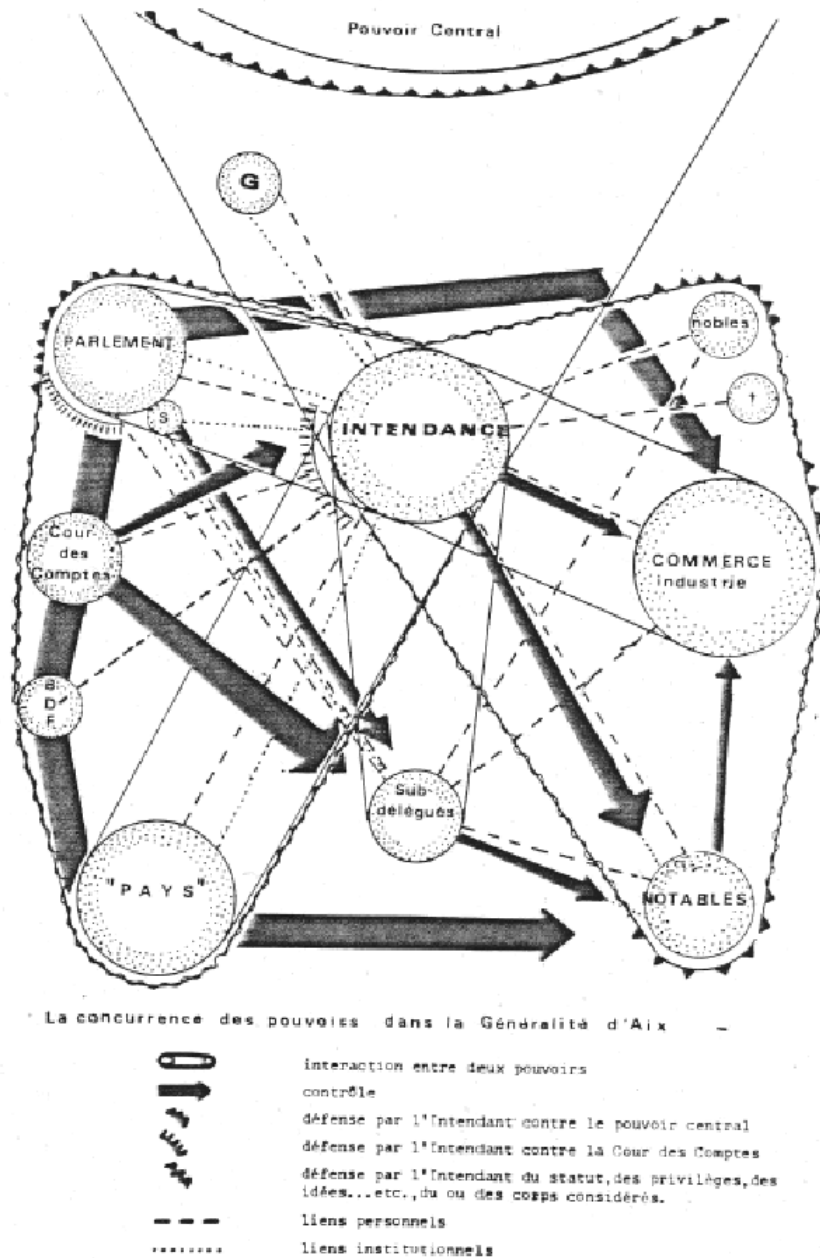 Pouvoir Central
G
PARLEMENT
nobles
S
†
INTENDANCE
Cour
des
Comptes
COMMERCE
industrie
B
D
F
Sub-
délégués
"PAYS"
NOTABLES
La concurrence des pouvoirs dans la Généralité d'Aix
interaction entre deux pouvoirs
contrôle
défense par l'Intendant contre le pouvoir central
défense par l'Intendant contre la Cour des Comptes
défense par l'Intendant du statut,des privilèges,des
idées...etc.,du ou des corps considérés.
liens personnels
liens institutionnels